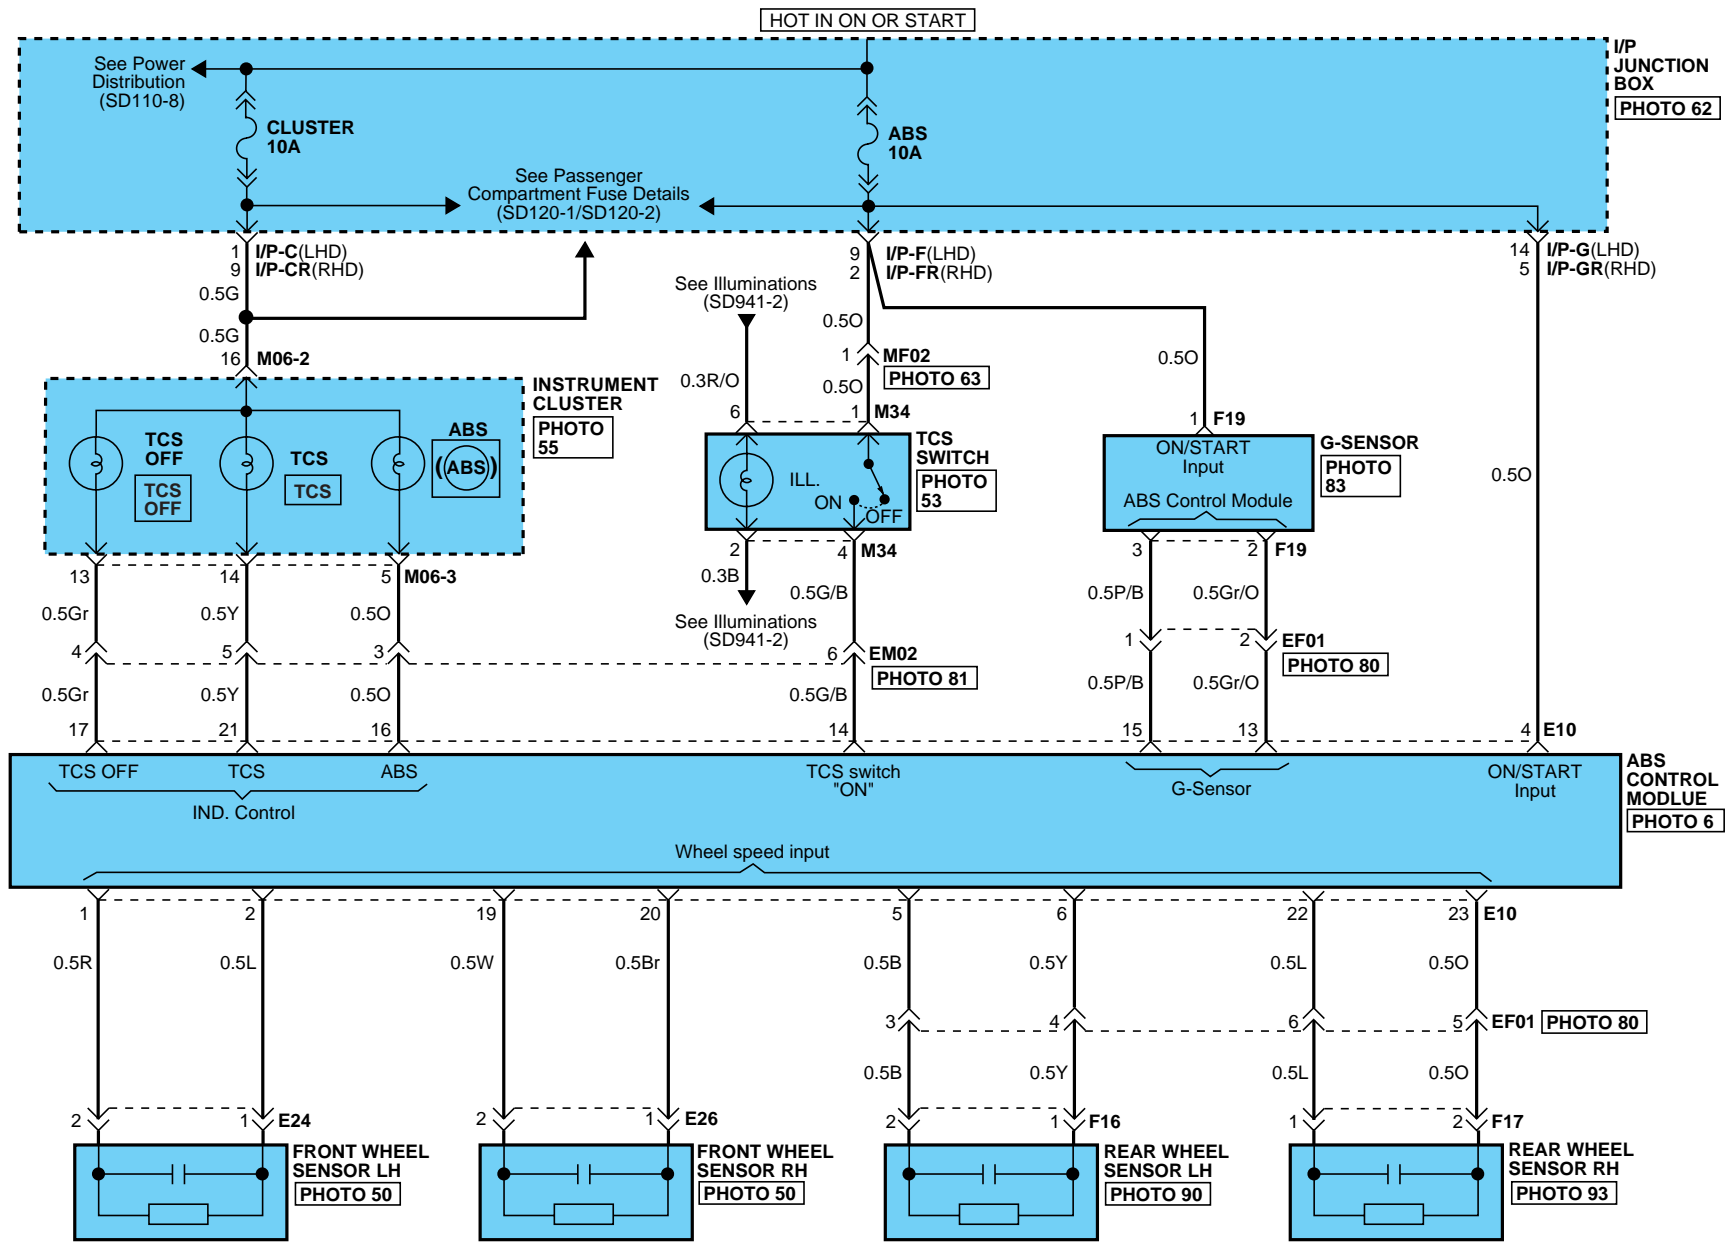 HOT IN ON OR START
See Power
Distribution
(SD110-8)
I/P
JUNCTION
BOX
PHOTO 62
CLUSTER
10A
ABS
10A
See Passenger
Compartment Fuse Details
(SD120-1/SD120-2)
1 I/P-C(LHD)
9 I/P-CR(RHD)
9 I/P-F(LHD)
2 I/P-FR(RHD)
14 I/P-G(LHD)
5 I/P-GR(RHD)
0.5G
See Illuminations
(SD941-2)
0.5O
0.5G
16 M06-2
1 MF02
PHOTO 63
0.5O
0.3R/O
0.5O
INSTRUMENT
CLUSTER
PHOTO
55
6
1 M34
1 F19
TCS
OFF
TCS
OFF
TCS
TCS
ABS
(ABS)
TCS
SWITCH
PHOTO
53
ILL.
ON
OFF
ON/START
Input
ABS Control Module
G-SENSOR
PHOTO
83
0.5O
13
14
5 M06-3
2
4 M34
3
2 F19
0.3B
0.5Gr
0.5Y
0.5O
0.5G/B
0.5P/B
0.5Gr/O
See Illuminations
(SD941-2)
4
5
3
6 EM02
PHOTO 81
1
2 EF01
PHOTO 80
0.5Gr
0.5Y
0.5O
0.5G/B
0.5P/B
0.5Gr/O
17
21
16
14
15
13
4 E10
TCS OFF
TCS
ABS
IND. Control
TCS switch
"ON"
G-Sensor
ON/START
Input
ABS
CONTROL
MODLUE
PHOTO 6
Wheel speed input
1
2
19
20
5
6
22
23 E10
0.5R
0.5L
0.5W
0.5Br
0.5B
0.5Y
0.5L
0.5O
3
4
6
5 EF01 PHOTO 80
0.5B
0.5Y
0.5L
0.5O
2
1 E24
2
1 E26
2
1 F16
1
2 F17
FRONT WHEEL
SENSOR LH
PHOTO 50
FRONT WHEEL
SENSOR RH
PHOTO 50
REAR WHEEL
SENSOR LH
PHOTO 90
REAR WHEEL
SENSOR RH
PHOTO 93